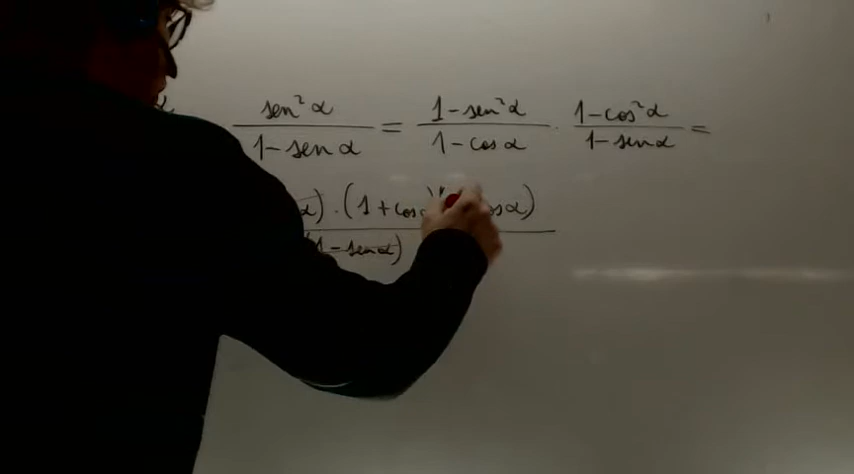 sen² α / 1 - sen α = 1 - sen² α / 1 - cos α · 1 - cos² α / 1 - sen α =
α) · (1 + cos α)
(1 - sen α)